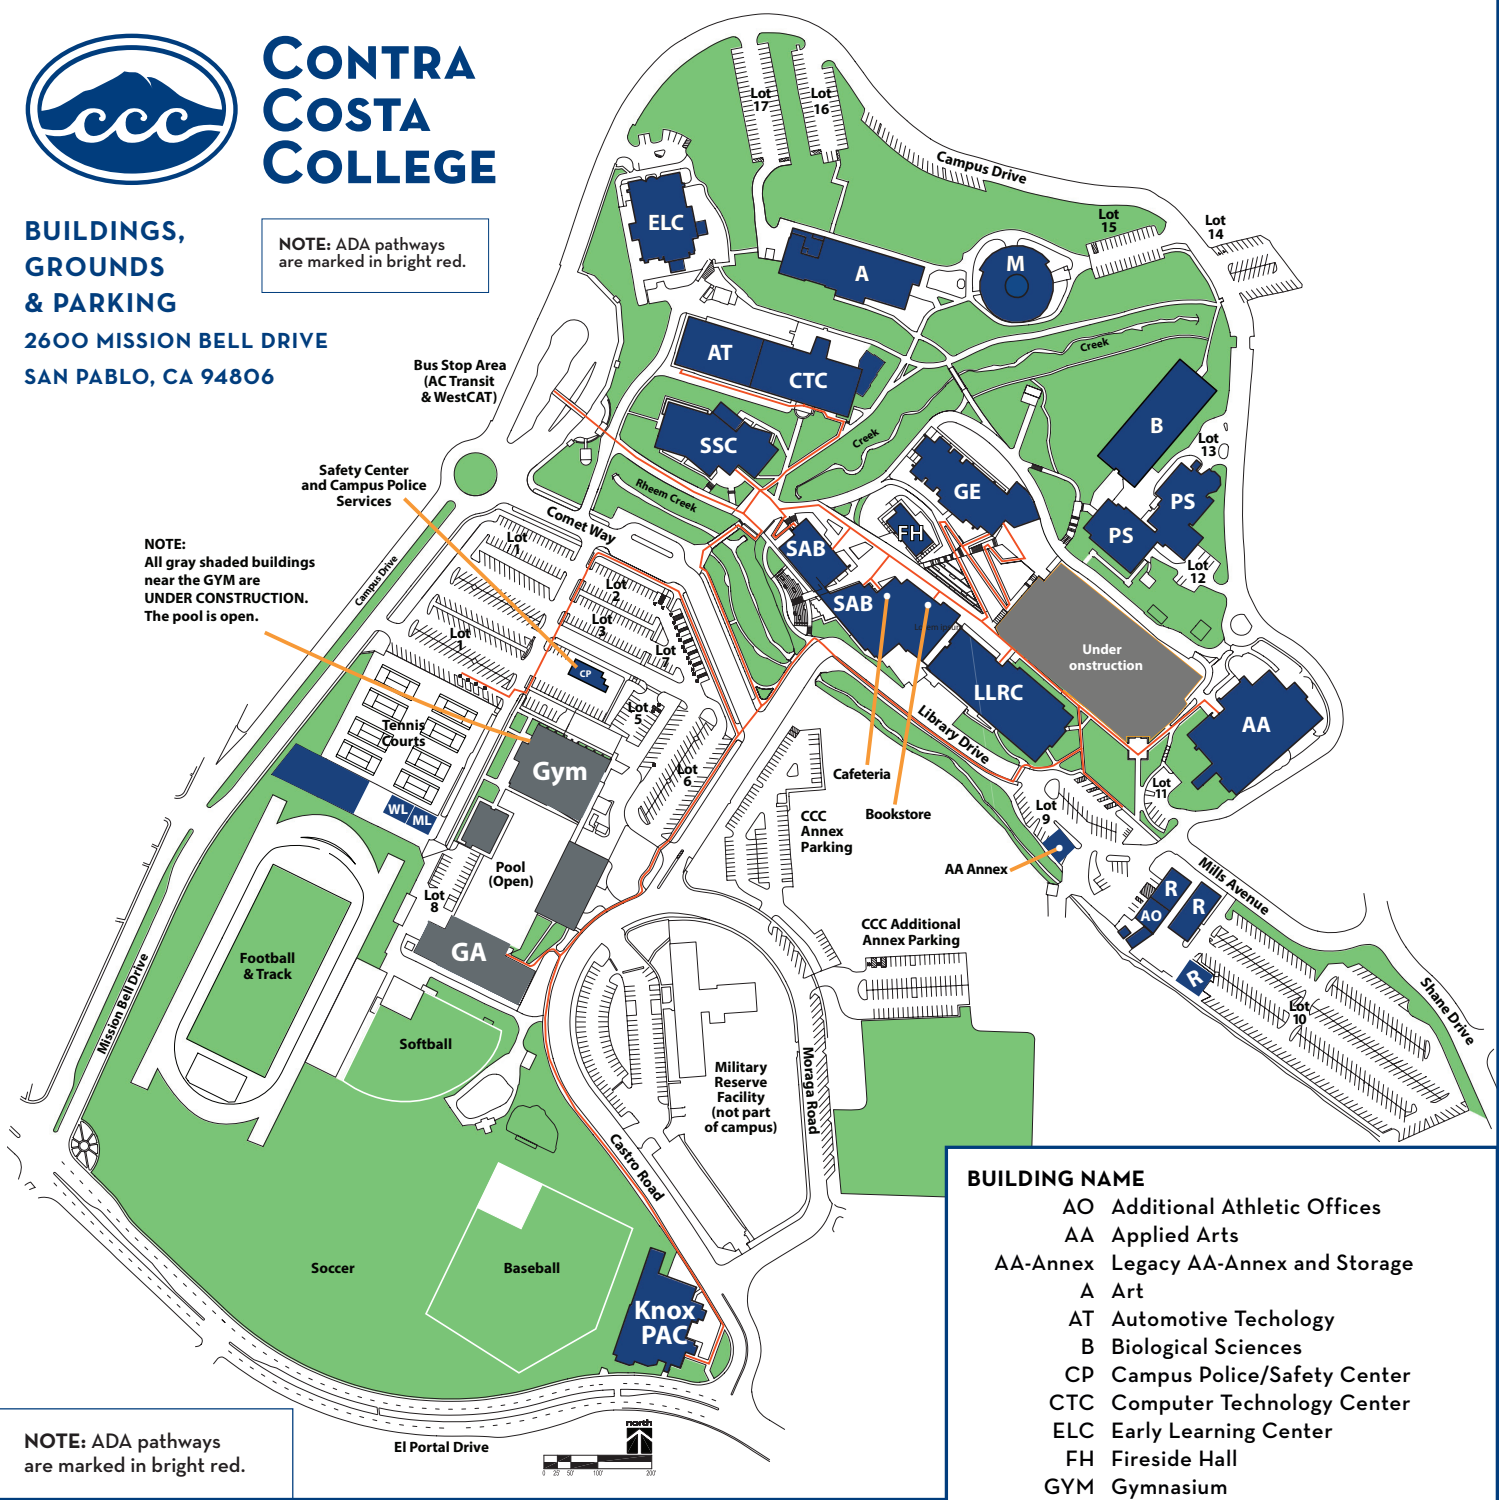 CONTRA
COSTA
COLLEGE
ccc
BUILDINGS,
GROUNDS
& PARKING
2600 MISSION BELL DRIVE
SAN PABLO, CA 94806
NOTE: ADA pathways
are marked in bright red.
Lot
17
Lot
16
Campus Drive
Lot
15
Lot
14
ELC
A
M
Creek
AT
CTC
Bus Stop Area
(AC Transit
& WestCAT)
SSC
Creek
B
Lot
13
Safety Center
and Campus Police
Services
Rheem Creek
GE
PS
PS
FH
Comet Way
Lot
1
SAB
Lot
12
NOTE:
All gray shaded buildings
near the GYM are
UNDER CONSTRUCTION.
The pool is open.
Campus Drive
Lot
2
Lot
3
SAB
Lot
1
Lot
7
Under
onstruction
CP
LLRC
Lot
5
Tennis
Courts
Library Drive
AA
Gym
Lot
6
Cafeteria
Bookstore
Lot
11
Lot
9
WL
ML
CCC
Annex
Parking
AA Annex
Pool
(Open)
Mills Avenue
Lot
8
R
R
AO
CCC Additional
Annex Parking
GA
Football
& Track
R
Lot
10
Shane Drive
Mission Bell Drive
Softball
Military
Reserve
Facility
(not part
of campus)
Moraga Road
Castro Road
Soccer
Baseball
Knox
PAC
El Portal Drive
north
0 25' 50' 100' 200'
NOTE: ADA pathways
are marked in bright red.
BUILDING NAME
AO Additional Athletic Offices
AA Applied Arts
AA-Annex Legacy AA-Annex and Storage
A Art
AT Automotive Techology
B Biological Sciences
CP Campus Police/Safety Center
CTC Computer Technology Center
ELC Early Learning Center
FH Fireside Hall
GYM Gymnasium